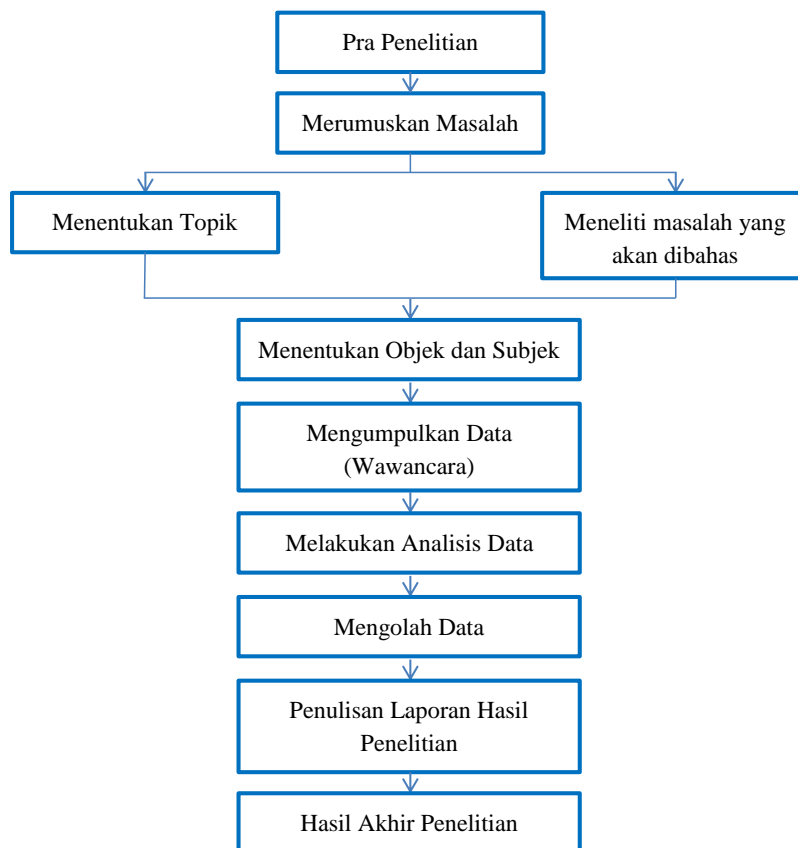 Pra Penelitian
Merumuskan Masalah
Menentukan Topik
Meneliti masalah yang
akan dibahas
Menentukan Objek dan Subjek
Mengumpulkan Data
(Wawancara)
Melakukan Analisis Data
Mengolah Data
Penulisan Laporan Hasil
Penelitian
Hasil Akhir Penelitian